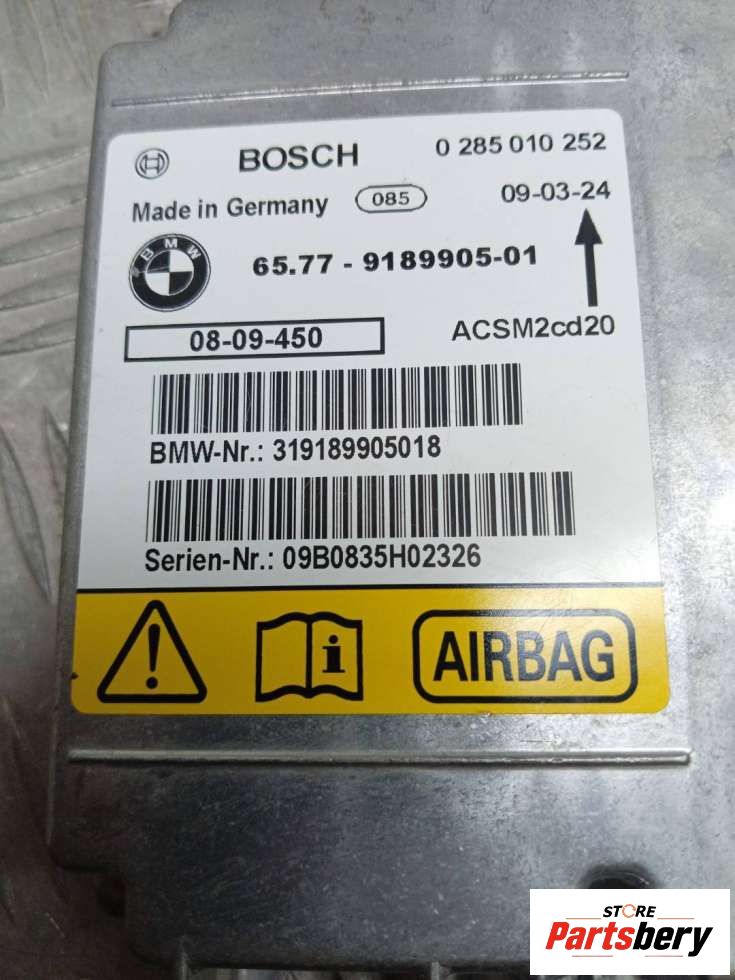 BOSCH 0 285 010 252
Made in Germany 085 09-03-24
BMW 65.77 - 9189905-01
08-09-450 ACSM2cd20
BMW-Nr.: 319189905018
Serien-Nr.: 09B0835H02326
AIRBAG
STORE
Partsbery